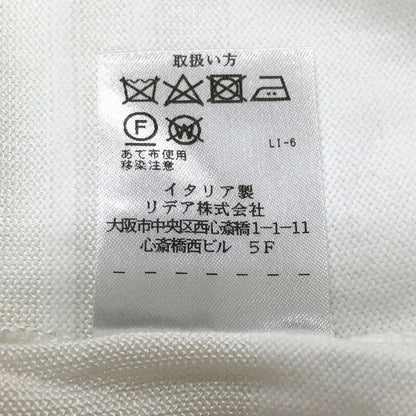 取扱い方
F W
LI-6
あて布使用
移染注意
イタリア製
リデア株式会社
大阪市中央区西心斎橋1-1-11
心斎橋西ビル 5F